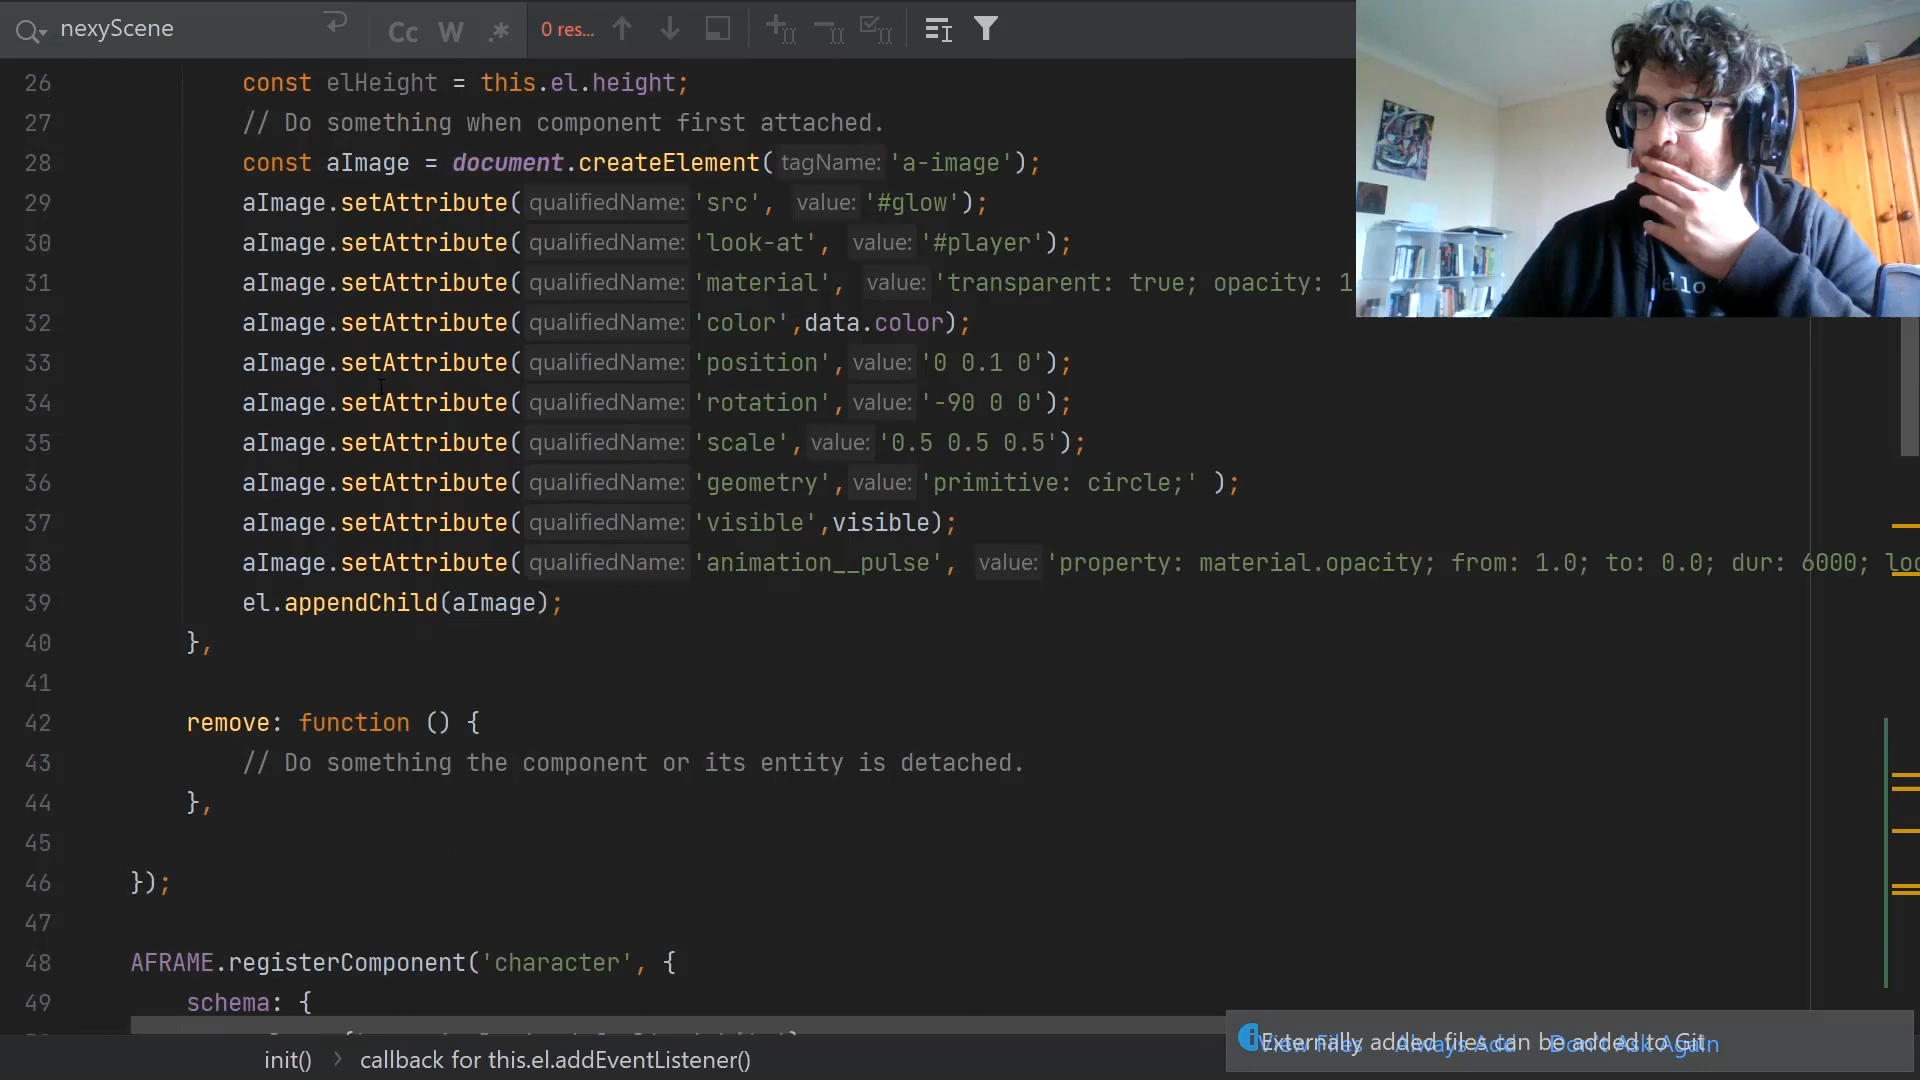 nexyScene
Cc W .* 0 res...
26 const elHeight = this.el.height;
27 // Do something when component first attached.
28 const aImage = document.createElement( tagName: 'a-image');
29 aImage.setAttribute( qualifiedName: 'src', value: '#glow');
30 aImage.setAttribute( qualifiedName: 'look-at', value: '#player');
31 aImage.setAttribute( qualifiedName: 'material', value: 'transparent: true; opacity: 1
32 aImage.setAttribute( qualifiedName: 'color',data.color);
33 aImage.setAttribute( qualifiedName: 'position', value: '0 0.1 0');
34 aImage.setAttribute( qualifiedName: 'rotation', value: '-90 0 0');
35 aImage.setAttribute( qualifiedName: 'scale', value: '0.5 0.5 0.5');
36 aImage.setAttribute( qualifiedName: 'geometry', value: 'primitive: circle;' );
37 aImage.setAttribute( qualifiedName: 'visible',visible);
38 aImage.setAttribute( qualifiedName: 'animation__pulse', value: 'property: material.opacity; from: 1.0; to: 0.0; dur: 6000; loo
39 el.appendChild(aImage);
40 },
41
42 remove: function () {
43 // Do something the component or its entity is detached.
44 },
45
46 });
47
48 AFRAME.registerComponent('character', {
49 schema: {
Externally added files can be added to Git
View Files Always Add Don't Ask Again
init() › callback for this.el.addEventListener()